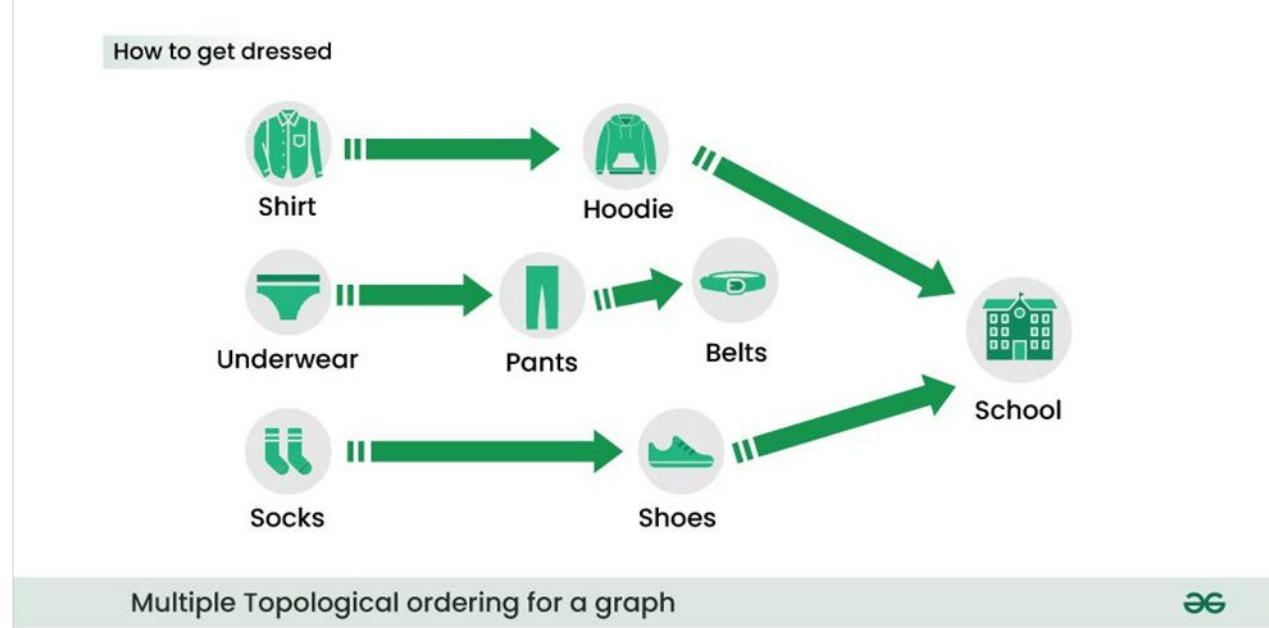 How to get dressed
Shirt
Hoodie
Underwear
Pants
Belts
School
Socks
Shoes
Multiple Topological ordering for a graph